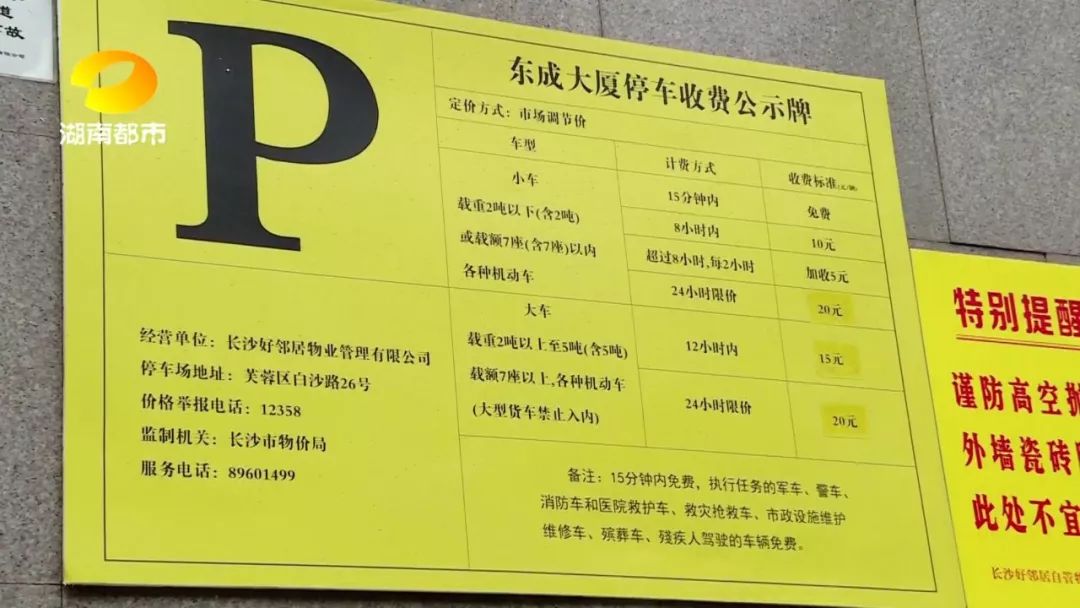 道
故
湖南都市
P
东成大厦停车收费公示牌
定价方式：市场调节价
车型 计费方式 收费标准(元/辆)
小车
载重2吨以下(含2吨)
或载额7座(含7座)以内
各种机动车
15分钟内 免费
8小时内 10元
超过8小时,每2小时 加收5元
24小时限价 20元
大车
载重2吨以上至5吨(含5吨)
载额7座以上,各种机动车
(大型货车禁止入内)
12小时内 15元
24小时限价 20元
经营单位：长沙好邻居物业管理有限公司
停车场地址：芙蓉区白沙路26号
价格举报电话：12358
监制机关：长沙市物价局
服务电话：89601499
备注：15分钟内免费，执行任务的军车、警车、
消防车和医院救护车、救灾抢救车、市政设施维护
维修车、殡葬车、残疾人驾驶的车辆免费。
特别提醒
谨防高空抛
外墙瓷砖
此处不宜
长沙好邻居自管